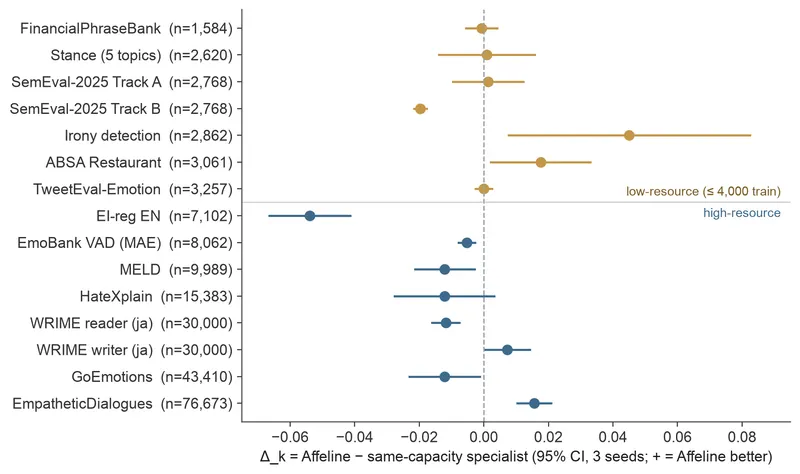 FinancialPhraseBank (n=1,584)
Stance (5 topics) (n=2,620)
SemEval-2025 Track A (n=2,768)
SemEval-2025 Track B (n=2,768)
Irony detection (n=2,862)
ABSA Restaurant (n=3,061)
TweetEval-Emotion (n=3,257)
low-resource (≤ 4,000 train)
high-resource
EI-reg EN (n=7,102)
EmoBank VAD (MAE) (n=8,062)
MELD (n=9,989)
HateXplain (n=15,383)
WRIME reader (ja) (n=30,000)
WRIME writer (ja) (n=30,000)
GoEmotions (n=43,410)
EmpatheticDialogues (n=76,673)
−0.06 −0.04 −0.02 0.00 0.02 0.04 0.06 0.08
Δ_k = Affeline − same-capacity specialist (95% CI, 3 seeds; + = Affeline better)